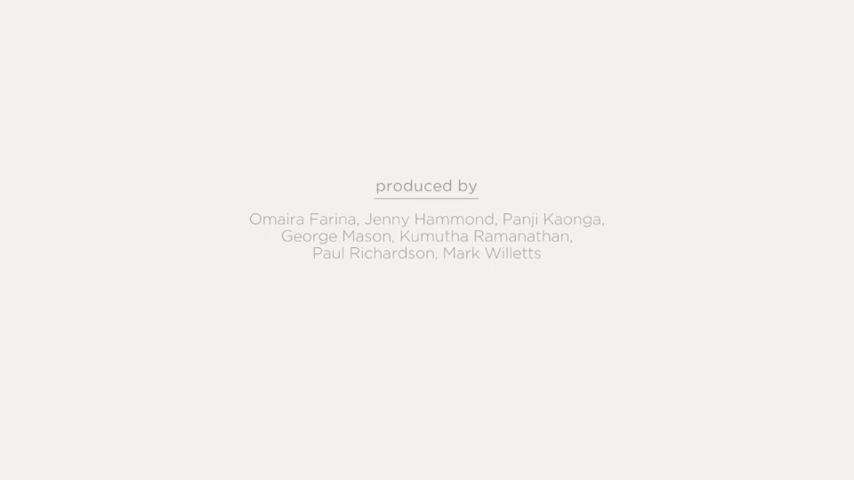 produced by
Omaira Farina, Jenny Hammond, Panji Kaonga,
George Mason, Kumutha Ramanathan,
Paul Richardson, Mark Willetts